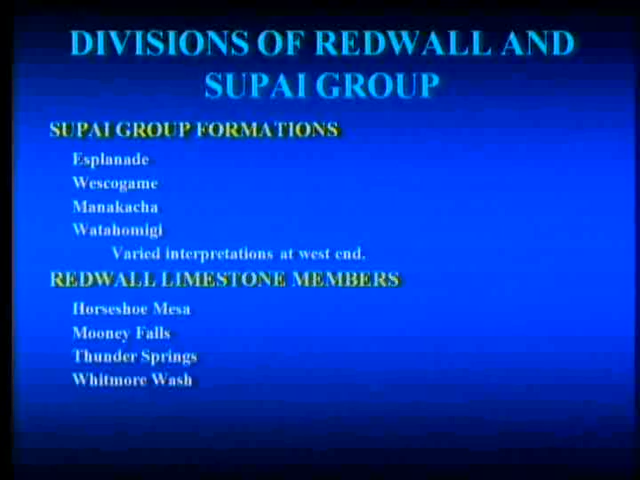 DIVISIONS OF REDWALL AND
SUPAI GROUP
SUPAI GROUP FORMATIONS
Esplanade
Wescogame
Manakacha
Watahomigi
Varied interpretations at west end.
REDWALL LIMESTONE MEMBERS
Horseshoe Mesa
Mooney Falls
Thunder Springs
Whitmore Wash